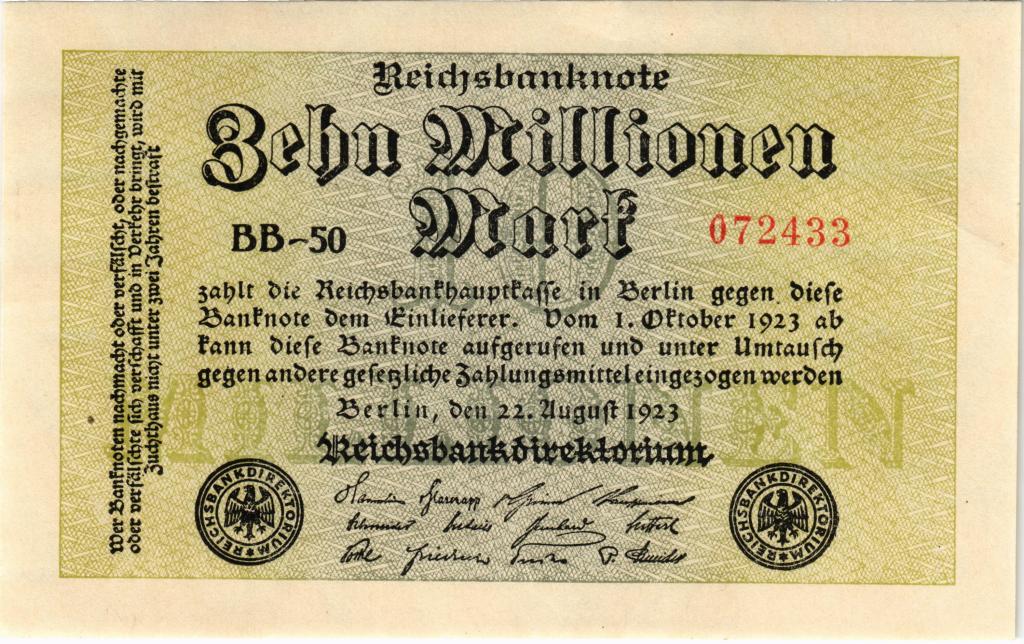 Reichsbanknote
Zehn Millionen
Mark
BB-50
072433
zahlt die Reichsbankhauptkasse in Berlin gegen diese
Banknote dem Einlieferer. Vom 1. Oktober 1923 ab
kann diese Banknote aufgerufen und unter Umtausch
gegen andere gesetzliche Zahlungsmittel eingezogen werden
Berlin, den 22. August 1923
Reichsbankdirektorium
Wer Banknoten nachmacht oder verfälscht, oder nachgemachte
oder verfälschte sich verschafft und in Verkehr bringt, wird mit
Zuchthaus nicht unter zwei Jahren bestraft
REICHSBANKDIREKTORIUM
REICHSBANKDIREKTORIUM